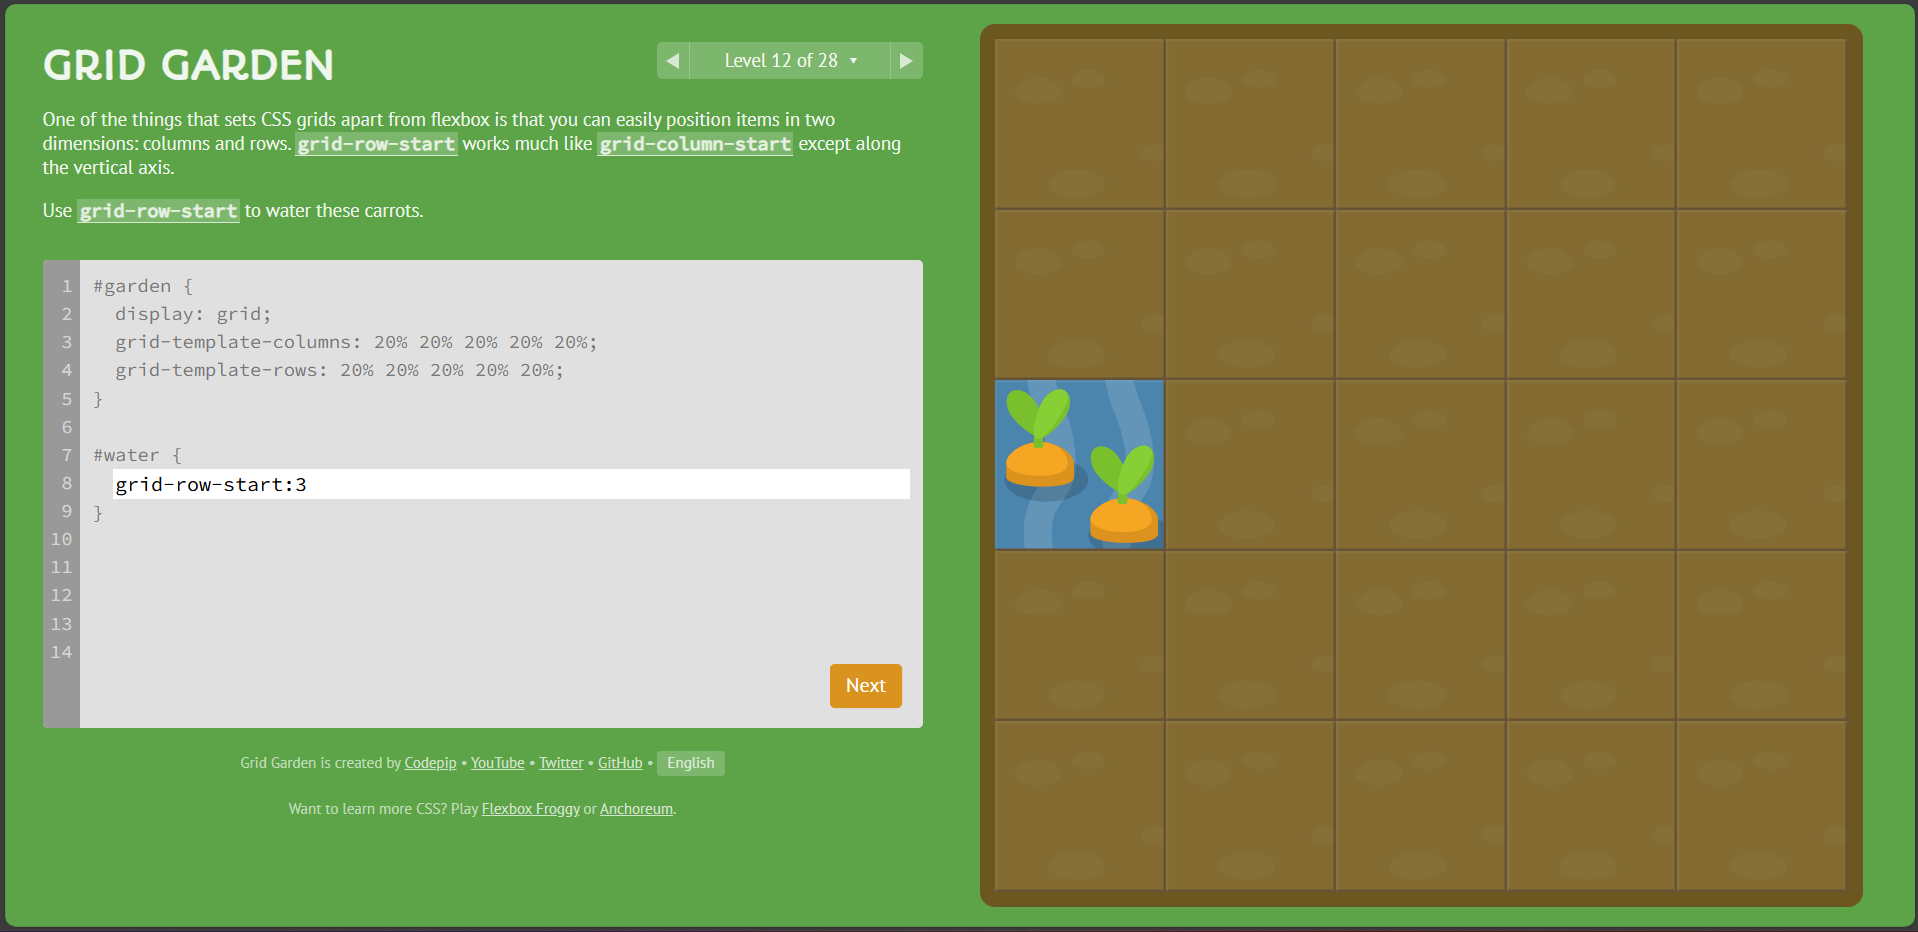 GRID GARDEN
◀ Level 12 of 28 ▼ ▶
One of the things that sets CSS grids apart from flexbox is that you can easily position items in two
dimensions: columns and rows. grid-row-start works much like grid-column-start except along
the vertical axis.
Use grid-row-start to water these carrots.
1 #garden {
2 display: grid;
3 grid-template-columns: 20% 20% 20% 20% 20%;
4 grid-template-rows: 20% 20% 20% 20% 20%;
5 }
6
7 #water {
8 grid-row-start:3
9 }
10
11
12
13
14
Next
Grid Garden is created by Codepip • YouTube • Twitter • GitHub • English
Want to learn more CSS? Play Flexbox Froggy or Anchoreum.